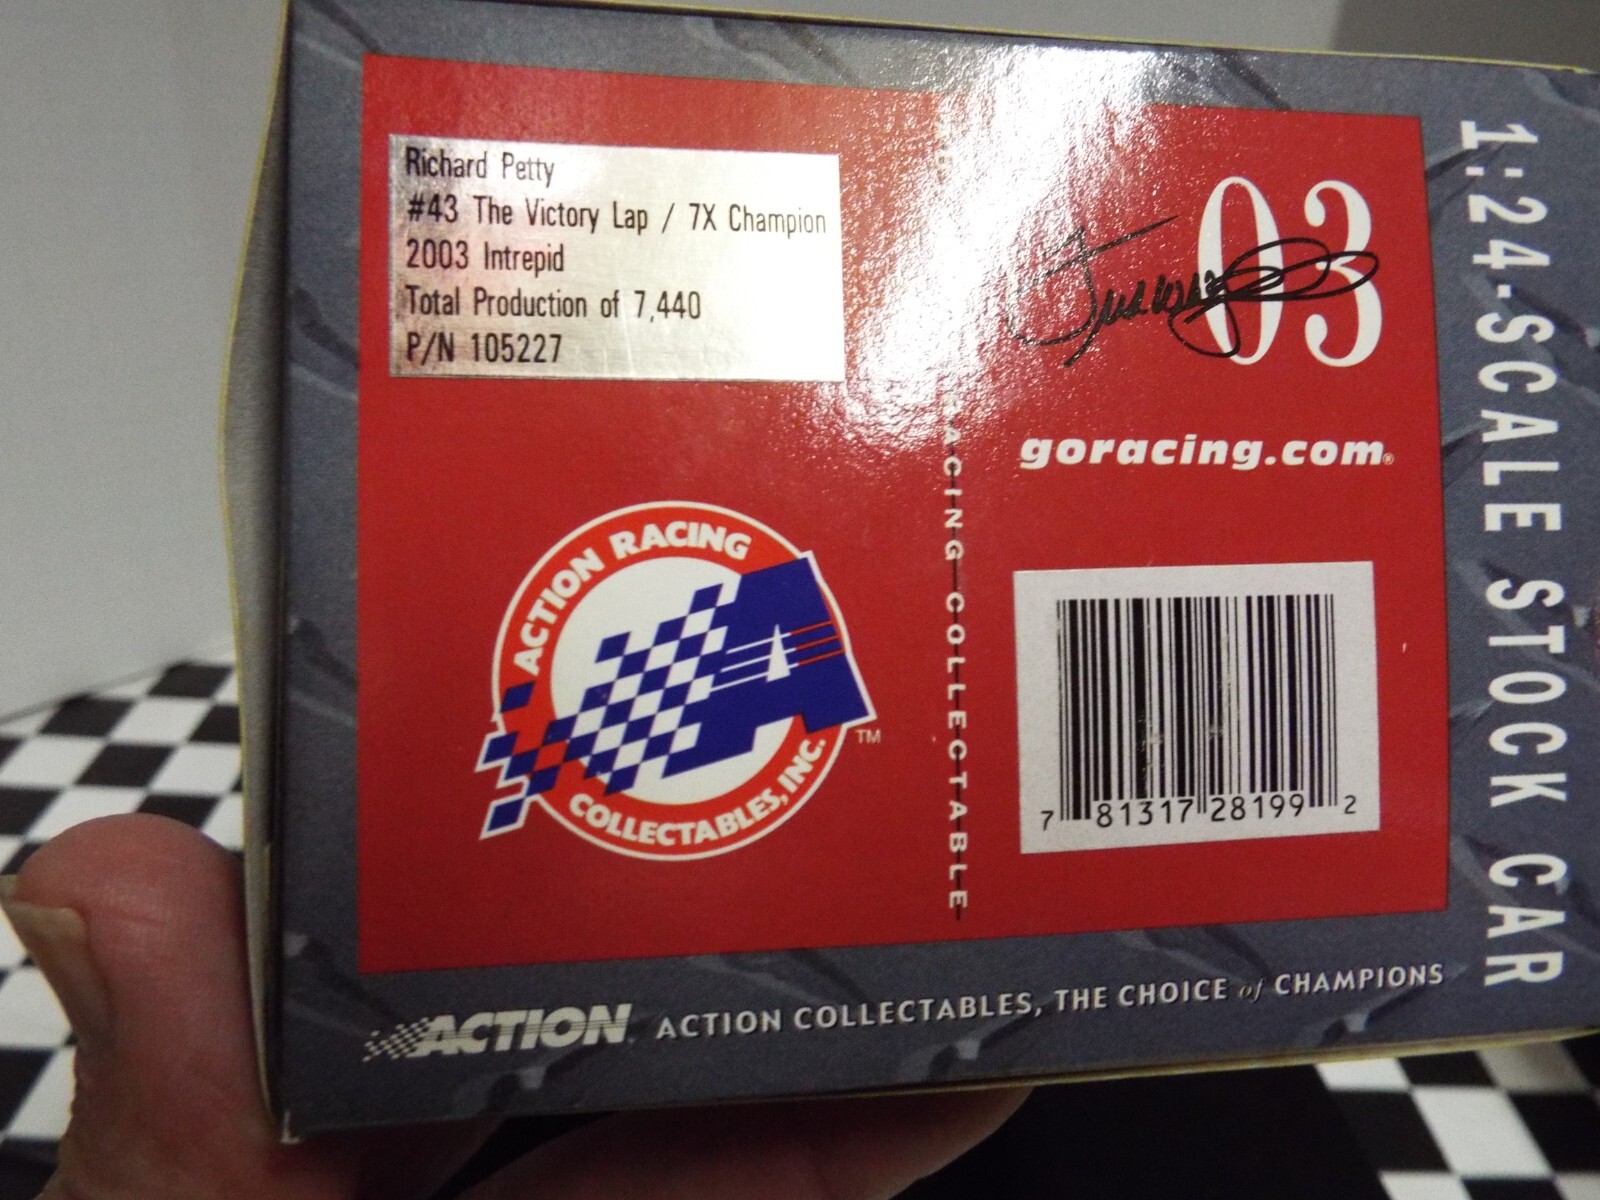 Richard Petty
#43 The Victory Lap / 7X Champion
2003 Intrepid
Total Production of 7,440
P/N 105227
03
goracing.com®
ACTION RACING
COLLECTABLES, INC.
TM
RACING COLLECTABLE
7 81317 28199 2
1:24-SCALE STOCK CAR
ACTION ACTION COLLECTABLES, THE CHOICE of CHAMPIONS